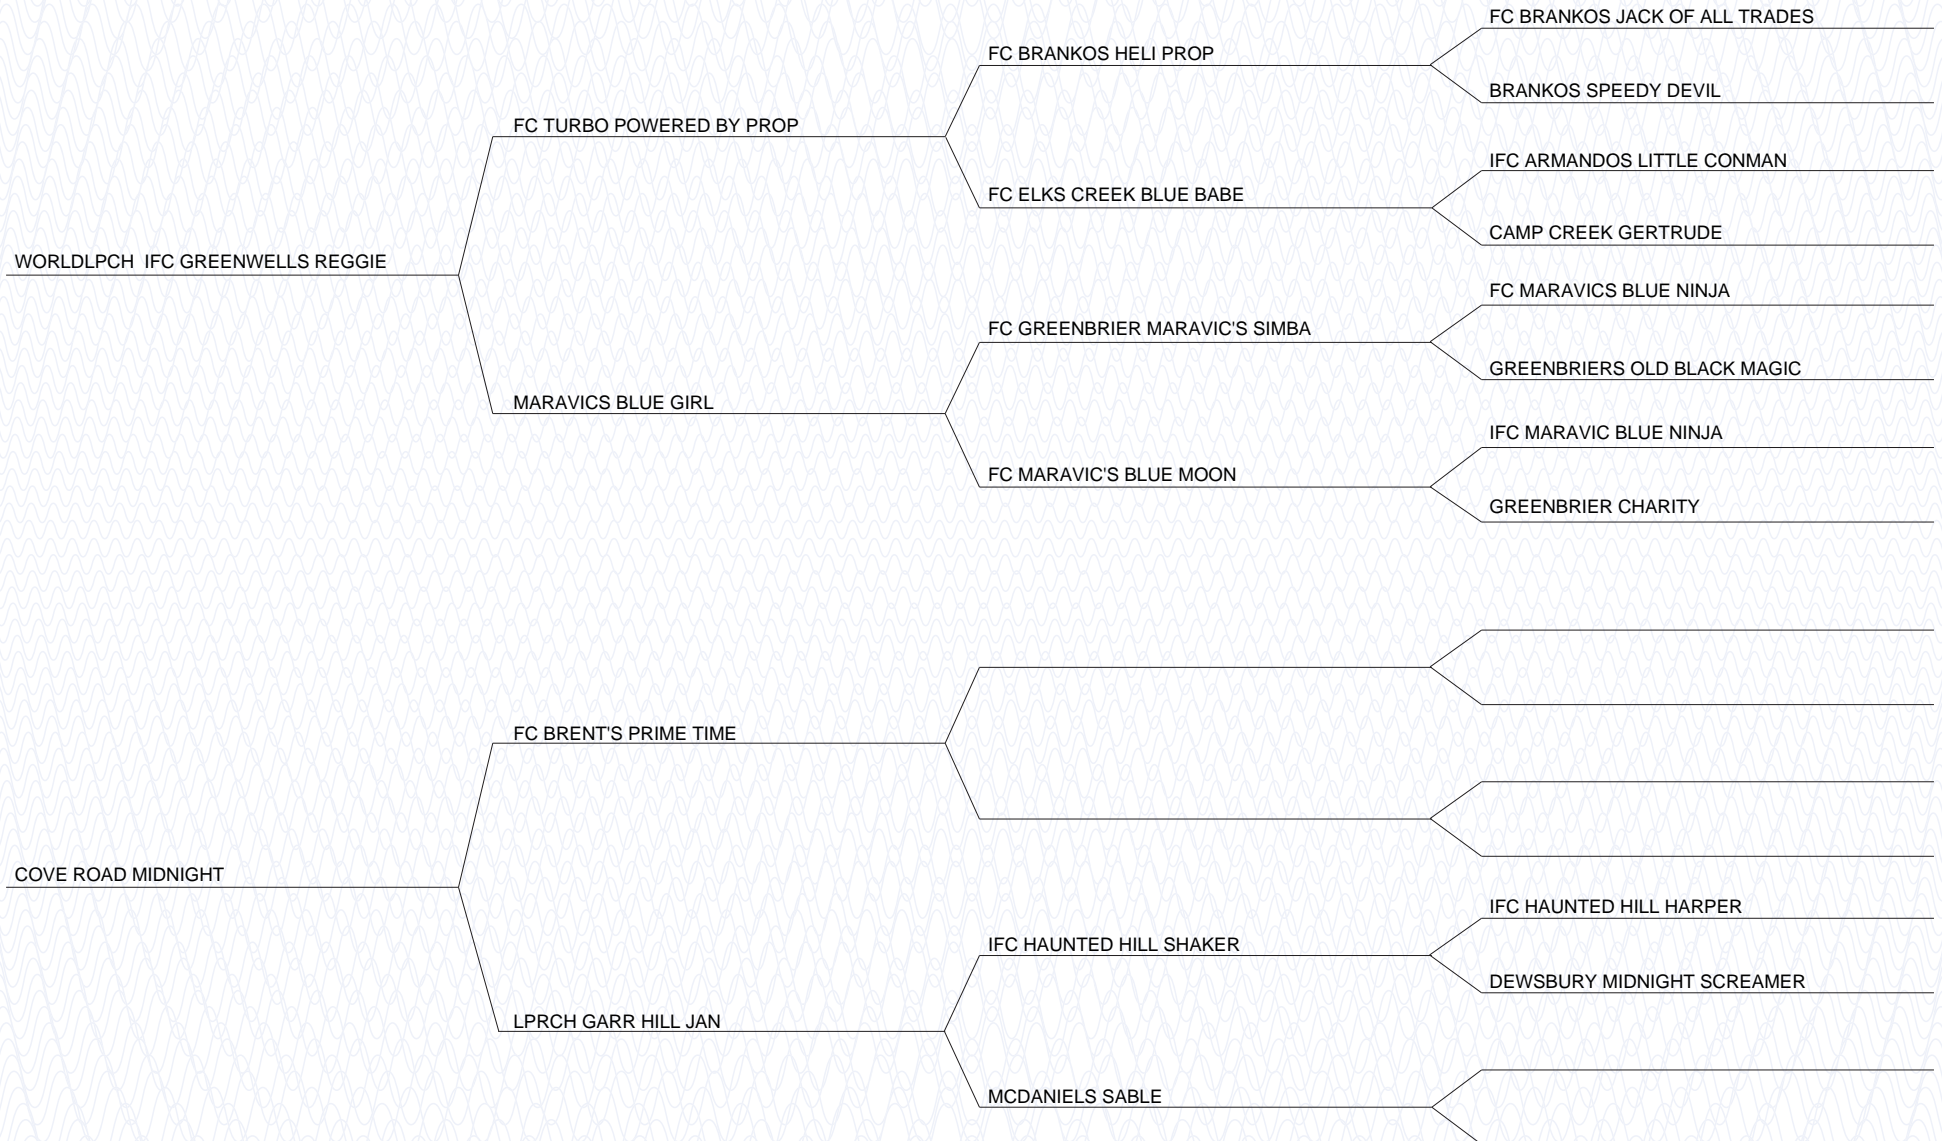 FC BRANKOS JACK OF ALL TRADES
FC BRANKOS HELI PROP
BRANKOS SPEEDY DEVIL
FC TURBO POWERED BY PROP
IFC ARMANDOS LITTLE CONMAN
FC ELKS CREEK BLUE BABE
CAMP CREEK GERTRUDE
WORLDLPCH  IFC GREENWELLS REGGIE
FC MARAVICS BLUE NINJA
FC GREENBRIER MARAVIC'S SIMBA
GREENBRIERS OLD BLACK MAGIC
MARAVICS BLUE GIRL
IFC MARAVIC BLUE NINJA
FC MARAVIC'S BLUE MOON
GREENBRIER CHARITY
FC BRENT'S PRIME TIME
COVE ROAD MIDNIGHT
IFC HAUNTED HILL HARPER
IFC HAUNTED HILL SHAKER
DEWSBURY MIDNIGHT SCREAMER
LPRCH GARR HILL JAN
MCDANIELS SABLE